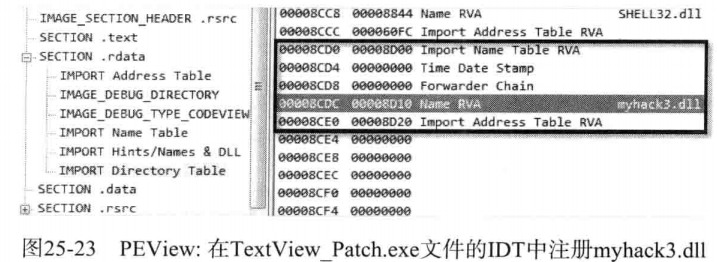 IMAGE_SECTION_HEADER .rsrc
SECTION .text
SECTION .rdata
IMPORT Address Table
IMAGE_DEBUG_DIRECTORY
IMAGE_DEBUG_TYPE_CODEVIEW
IMPORT Name Table
IMPORT Hints/Names & DLL
IMPORT Directory Table
SECTION .data
SECTION .rsrc
00008CC8 00008844 Name RVA SHELL32.dll
00008CCC 000060FC Import Address Table RVA
00008CD0 00008D00 Import Name Table RVA
00008CD4 00000000 Time Date Stamp
00008CD8 00000000 Forwarder Chain
00008CDC 00008D10 Name RVA myhack3.dll
00008CE0 00008D20 Import Address Table RVA
00008CE4 00000000
00008CE8 00000000
00008CEC 00000000
00008CF0 00000000
00008CF4 00000000
图25-23 PEView: 在TextView_Patch.exe文件的IDT中注册myhack3.dll